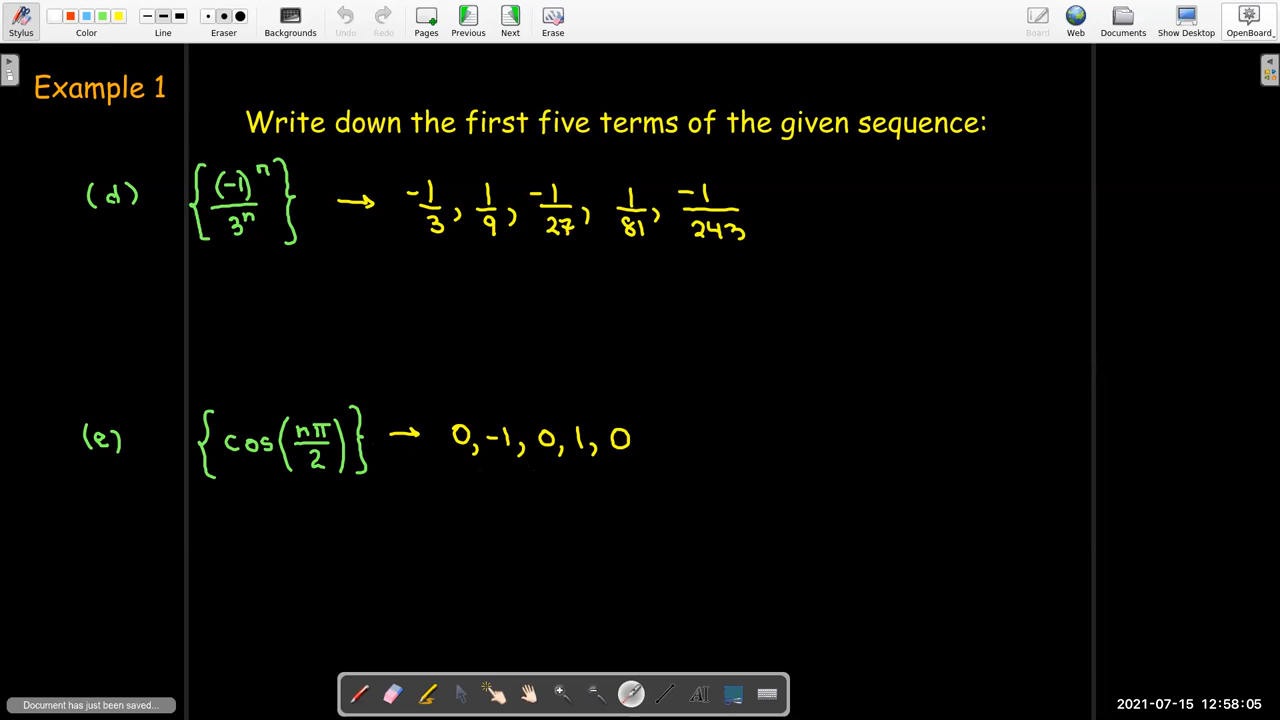 Stylus Color Line Eraser Backgrounds Undo Redo Pages Previous Next Erase Board Web Documents Show Desktop OpenBoard
Example 1
Write down the first five terms of the given sequence:
(d) { (-1)^n / 3^n } → -1/3, 1/9, -1/27, 1/81, -1/243
(e) { cos(nπ/2) } → 0, -1, 0, 1, 0
Document has just been saved...
2021-07-15 12:58:05